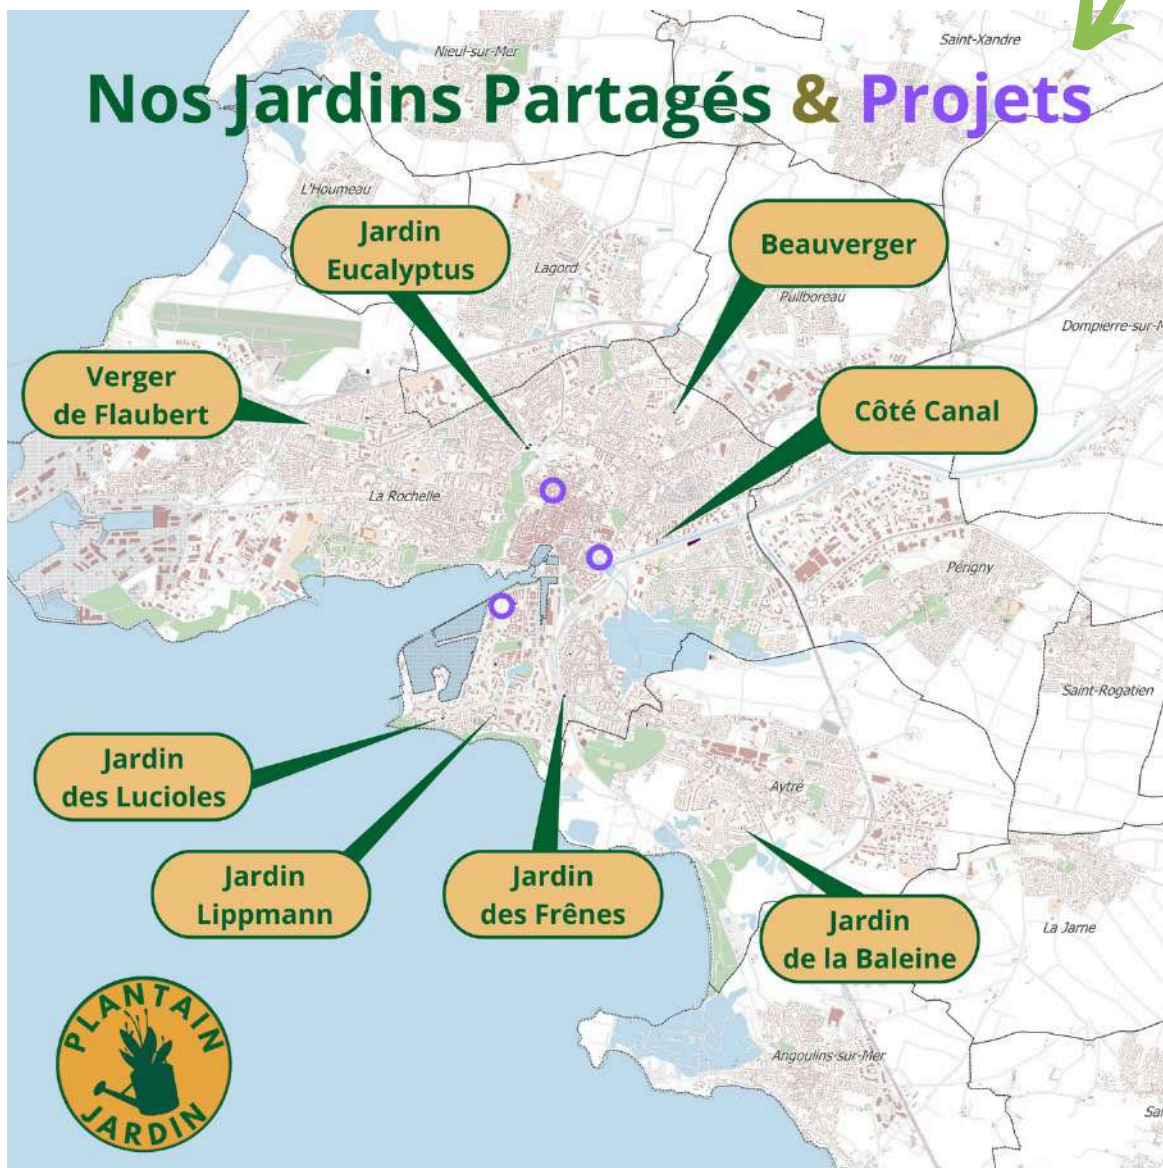 Saint-Xandre
Nieul-sur-Mer
Nos Jardins Partagés & Projets
L'Houmeau
Jardin
Eucalyptus
Lagord
Beauverger
Puilboreau
Dompierre-sur-M
Verger
de Flaubert
Côté Canal
La Rochelle
Périgny
Saint-Rogatien
Jardin
des Lucioles
Aytré
Jardin
Lippmann
Jardin
des Frênes
Jardin
de la Baleine
La Jarne
PLANTAIN
JARDIN
Angoulins-sur-Mer
Sal